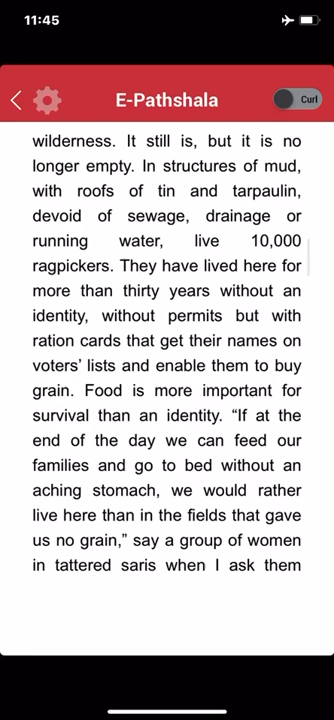 11:45
E-Pathshala
Curl
wilderness. It still is, but it is no
longer empty. In structures of mud,
with roofs of tin and tarpaulin,
devoid of sewage, drainage or
running water, live 10,000
ragpickers. They have lived here for
more than thirty years without an
identity, without permits but with
ration cards that get their names on
voters’ lists and enable them to buy
grain. Food is more important for
survival than an identity. “If at the
end of the day we can feed our
families and go to bed without an
aching stomach, we would rather
live here than in the fields that gave
us no grain,” say a group of women
in tattered saris when I ask them